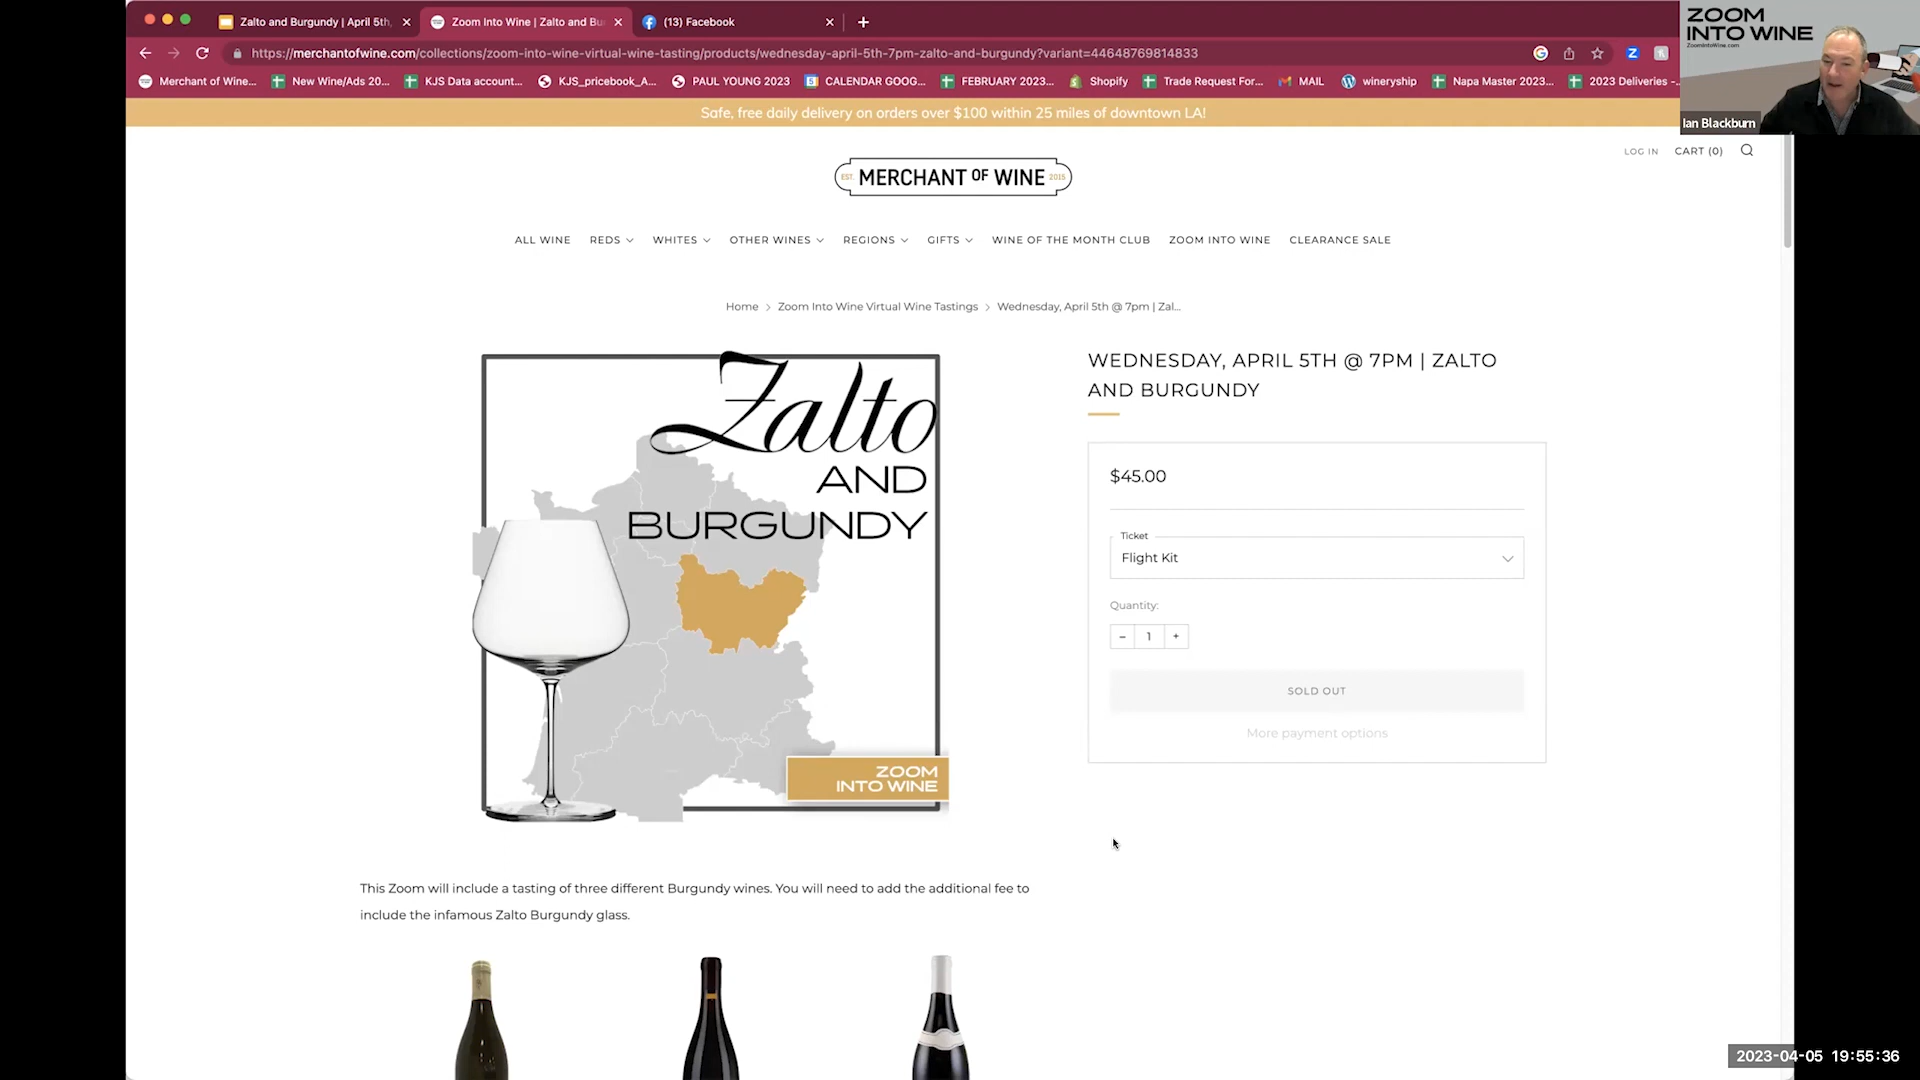 Zalto and Burgundy | April 5th,
Zoom Into Wine | Zalto and Bu
(13) Facebook
https://merchantofwine.com/collections/zoom-into-wine-virtual-wine-tasting/products/wednesday-april-5th-7pm-zalto-and-burgundy?variant=44648769814833
Merchant of Wine...
New Wine/Ads 20...
KJS Data account...
KJS_pricebook_A...
PAUL YOUNG 2023
CALENDAR GOOG...
FEBRUARY 2023...
Shopify
Trade Request For...
MAIL
wineryship
Napa Master 2023...
2023 Deliveries -...
ZOOM
INTO WINE
ZoomIntoWine.com
Ian Blackburn
Safe, free daily delivery on orders over $100 within 25 miles of downtown LA!
LOG IN
CART (0)
EST. MERCHANT OF WINE 2015
ALL WINE
REDS
WHITES
OTHER WINES
REGIONS
GIFTS
WINE OF THE MONTH CLUB
ZOOM INTO WINE
CLEARANCE SALE
Home > Zoom Into Wine Virtual Wine Tastings > Wednesday, April 5th @ 7pm | Zal...
Zalto
AND
BURGUNDY
ZOOM
INTO WINE
WEDNESDAY, APRIL 5TH @ 7PM | ZALTO
AND BURGUNDY
$45.00
Ticket
Flight Kit
Quantity:
− 1 +
SOLD OUT
More payment options
This Zoom will include a tasting of three different Burgundy wines. You will need to add the additional fee to
include the infamous Zalto Burgundy glass.
2023-04-05 19:55:36